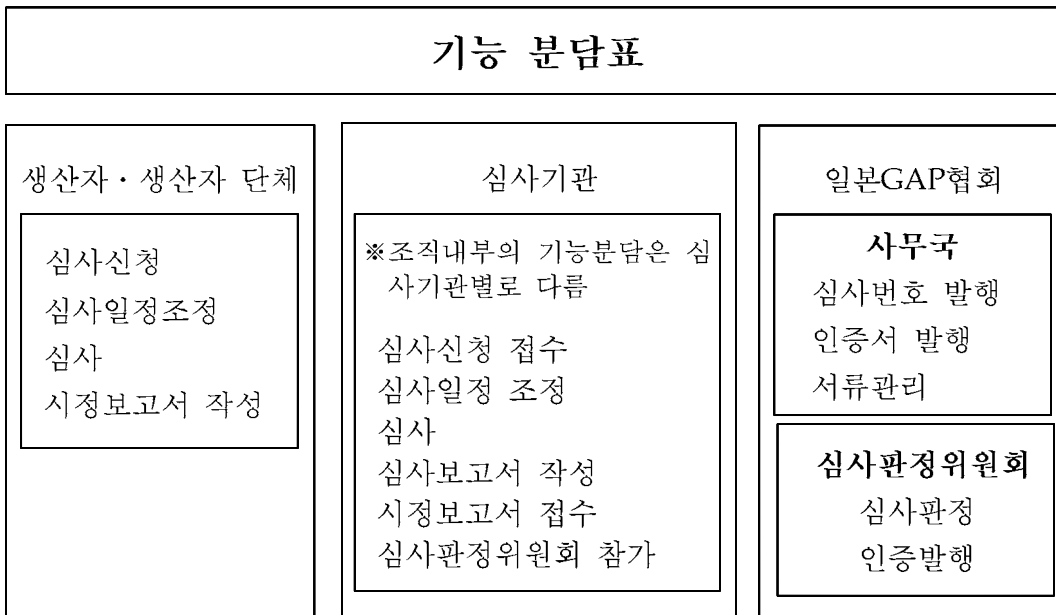 기능 분담표
생산자·생산자 단체
심사신청
심사일정조정
심사
시정보고서 작성
심사기관
※조직내부의 기능분담은 심
사기관별로 다름
심사신청 접수
심사일정 조정
심사
심사보고서 작성
시정보고서 접수
심사판정위원회 참가
일본GAP협회
사무국
심사번호 발행
인증서 발행
서류관리
심사판정위원회
심사판정
인증발행